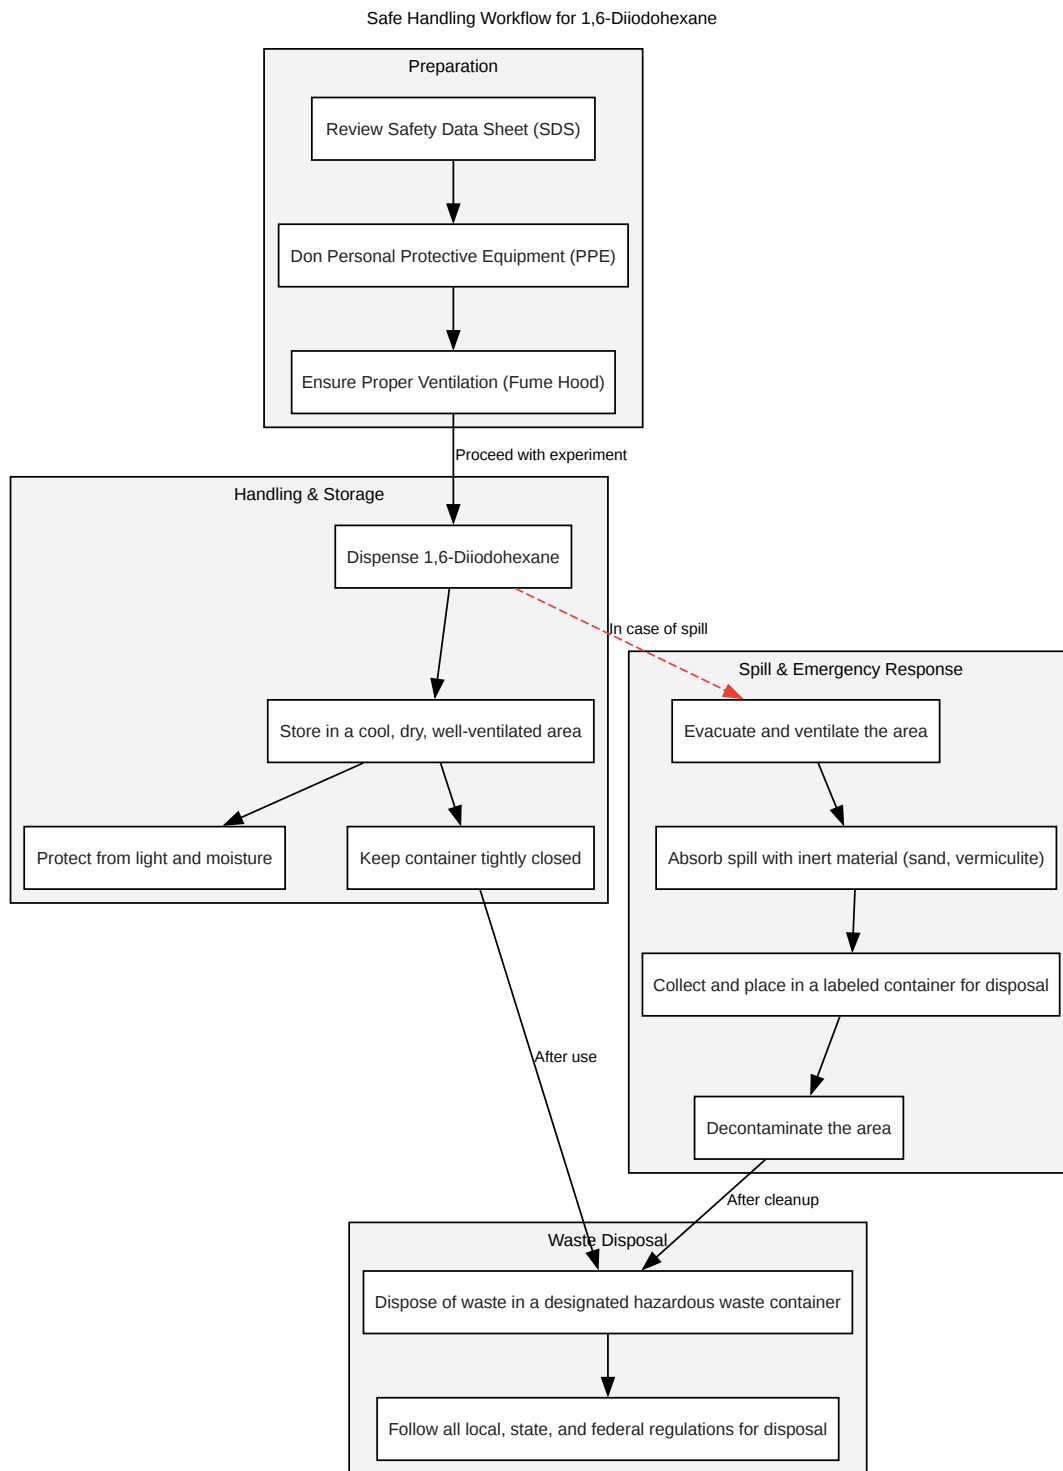 Safe Handling Workflow for 1,6-Diiodohexane
Preparation
Review Safety Data Sheet (SDS)
Don Personal Protective Equipment (PPE)
Ensure Proper Ventilation (Fume Hood)
Proceed with experiment
Handling & Storage
Dispense 1,6-Diiodohexane
In case of spill
Store in a cool, dry, well-ventilated area
Protect from light and moisture
Keep container tightly closed
Spill & Emergency Response
Evacuate and ventilate the area
Absorb spill with inert material (sand, vermiculite)
Collect and place in a labeled container for disposal
Decontaminate the area
After use
After cleanup
Waste Disposal
Dispose of waste in a designated hazardous waste container
Follow all local, state, and federal regulations for disposal